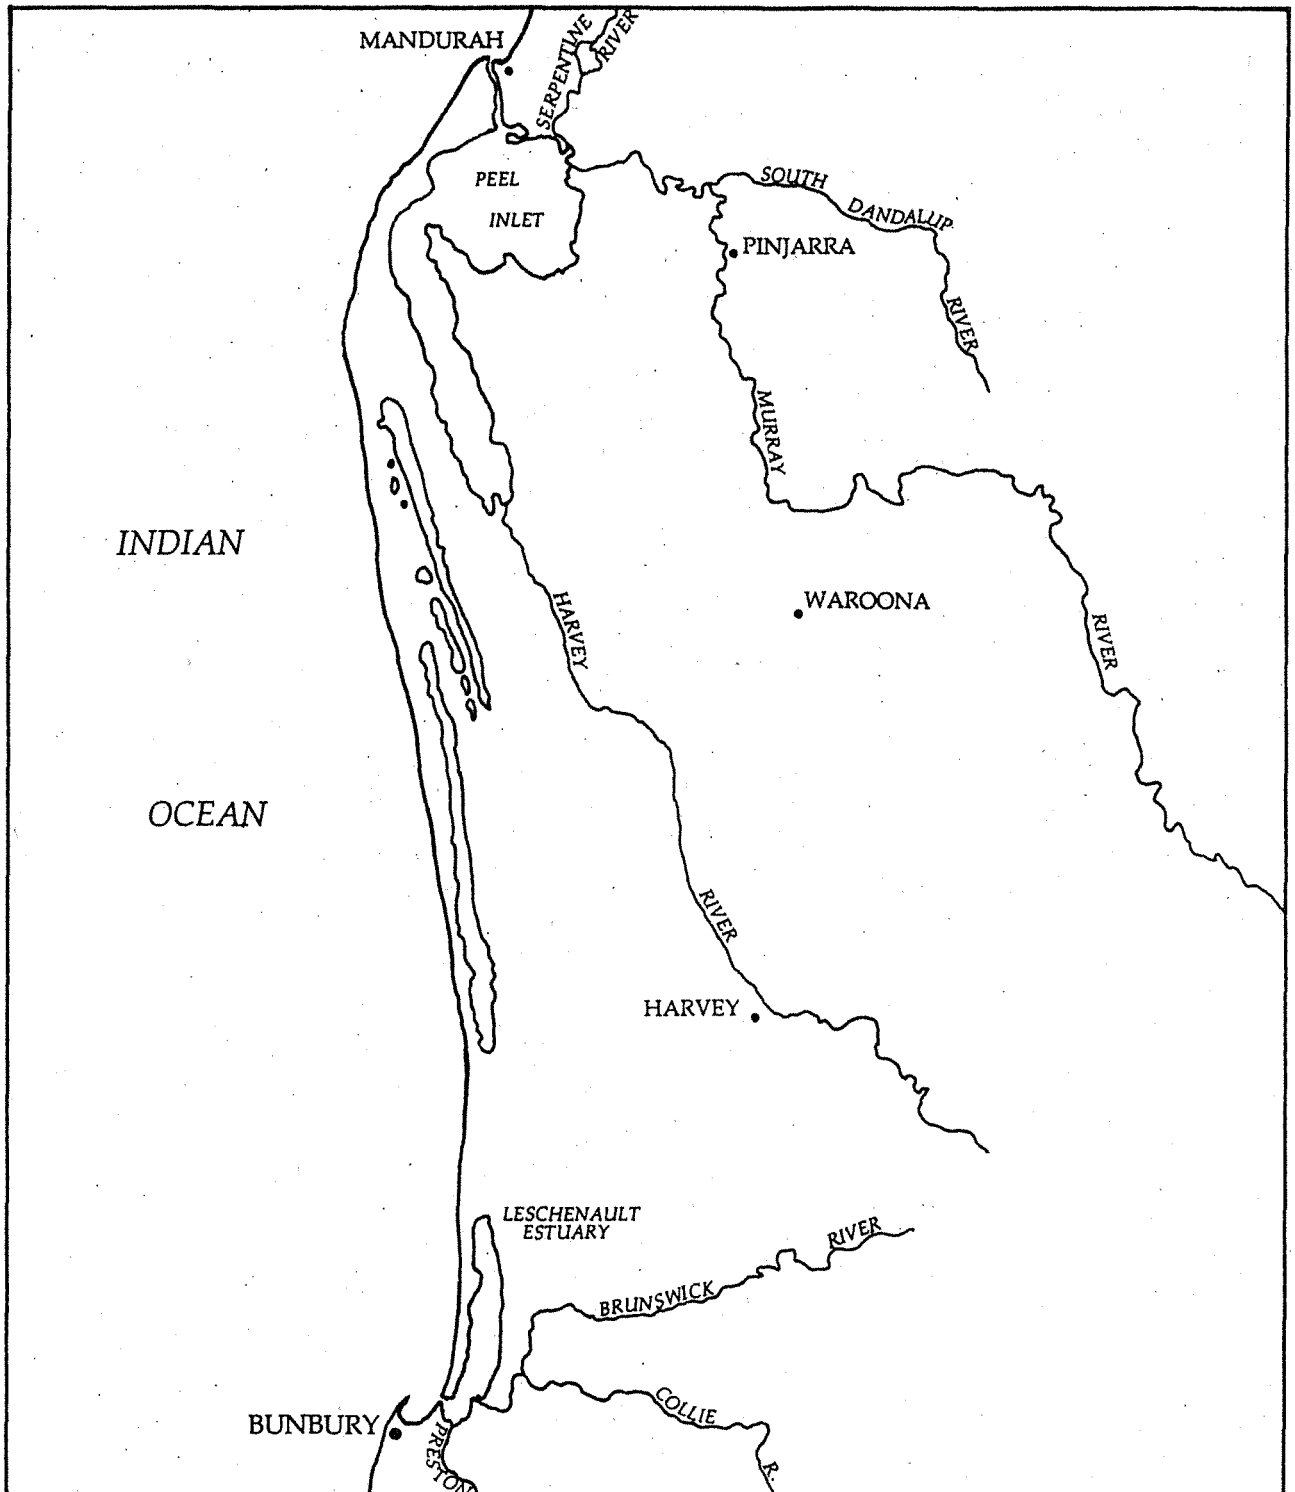 MANDURAH
SERPENTINE
RIVER
PEEL
INLET
SOUTH
DANDALUP
RIVER
PINJARRA
MURRAY
RIVER
INDIAN
OCEAN
WAROONA
HARVEY
RIVER
HARVEY
LESCHENAULT
ESTUARY
BRUNSWICK
RIVER
COLLIE
R.
BUNBURY
PRESTON